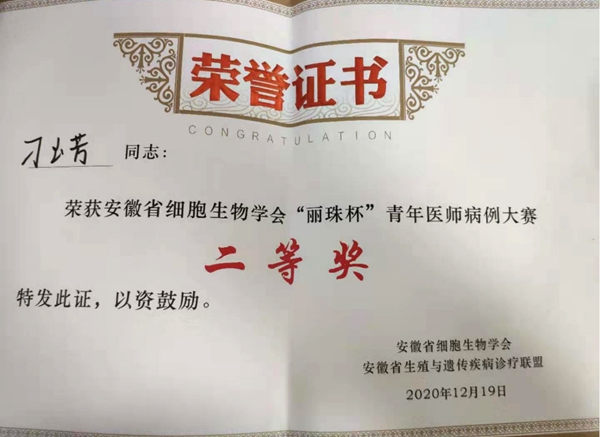 荣誉证书
CONGRATULATION
刁玉芳 同志：
荣获安徽省细胞生物学会“丽珠杯”青年医师病例大赛
二等奖
特发此证，以资鼓励。
安徽省细胞生物学会
安徽省生殖与遗传疾病诊疗联盟
2020年12月19日